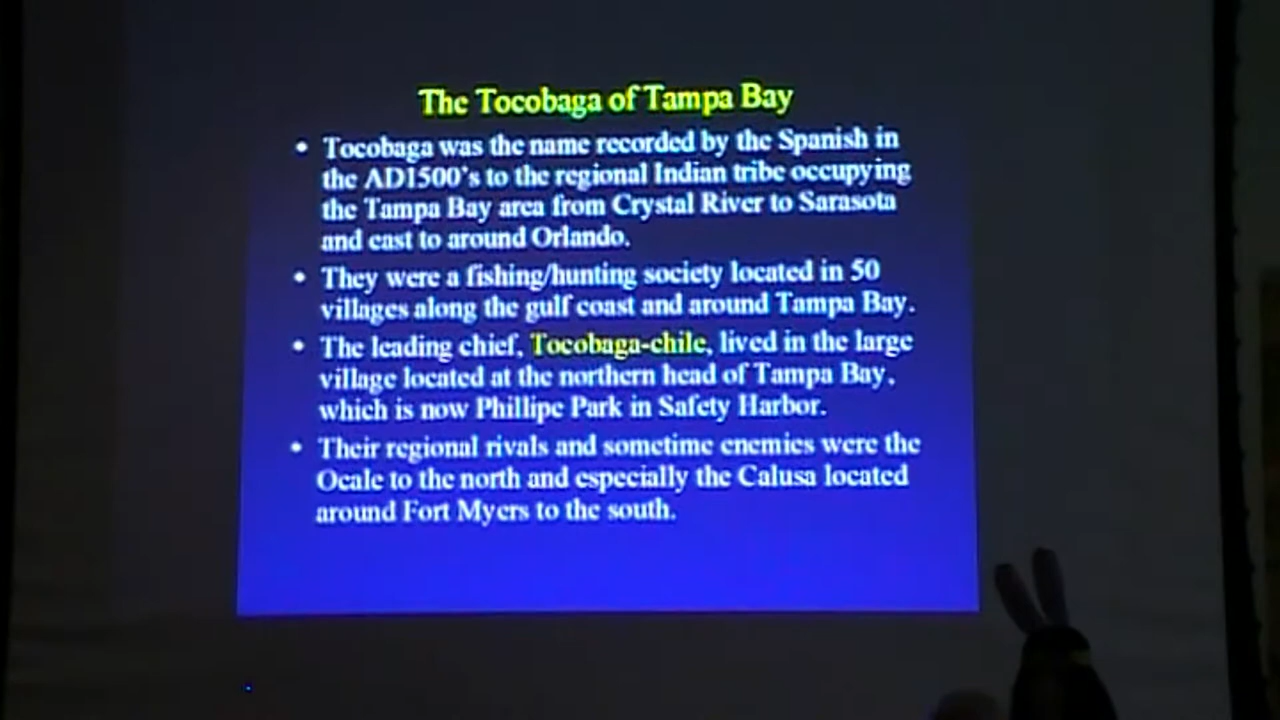 The Tocobaga of Tampa Bay
• Tocobaga was the name recorded by the Spanish in
the AD1500's to the regional Indian tribe occupying
the Tampa Bay area from Crystal River to Sarasota
and east to around Orlando.
• They were a fishing/hunting society located in 50
villages along the gulf coast and around Tampa Bay.
• The leading chief, Tocobaga-chile, lived in the large
village located at the northern head of Tampa Bay,
which is now Phillipe Park in Safety Harbor.
• Their regional rivals and sometime enemies were the
Ocale to the north and especially the Calusa located
around Fort Myers to the south.